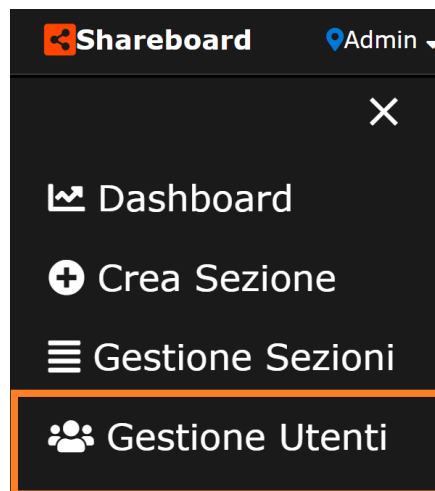 Shareboard Admin
Dashboard
Crea Sezione
Gestione Sezioni
Gestione Utenti